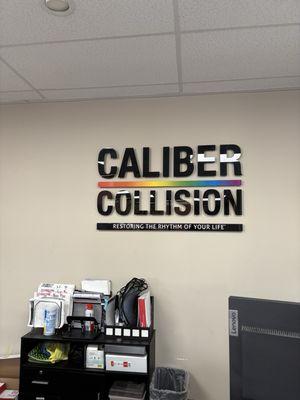 CALIBER
COLLISION
RESTORING THE RHYTHM OF YOUR LIFE
Lenovo